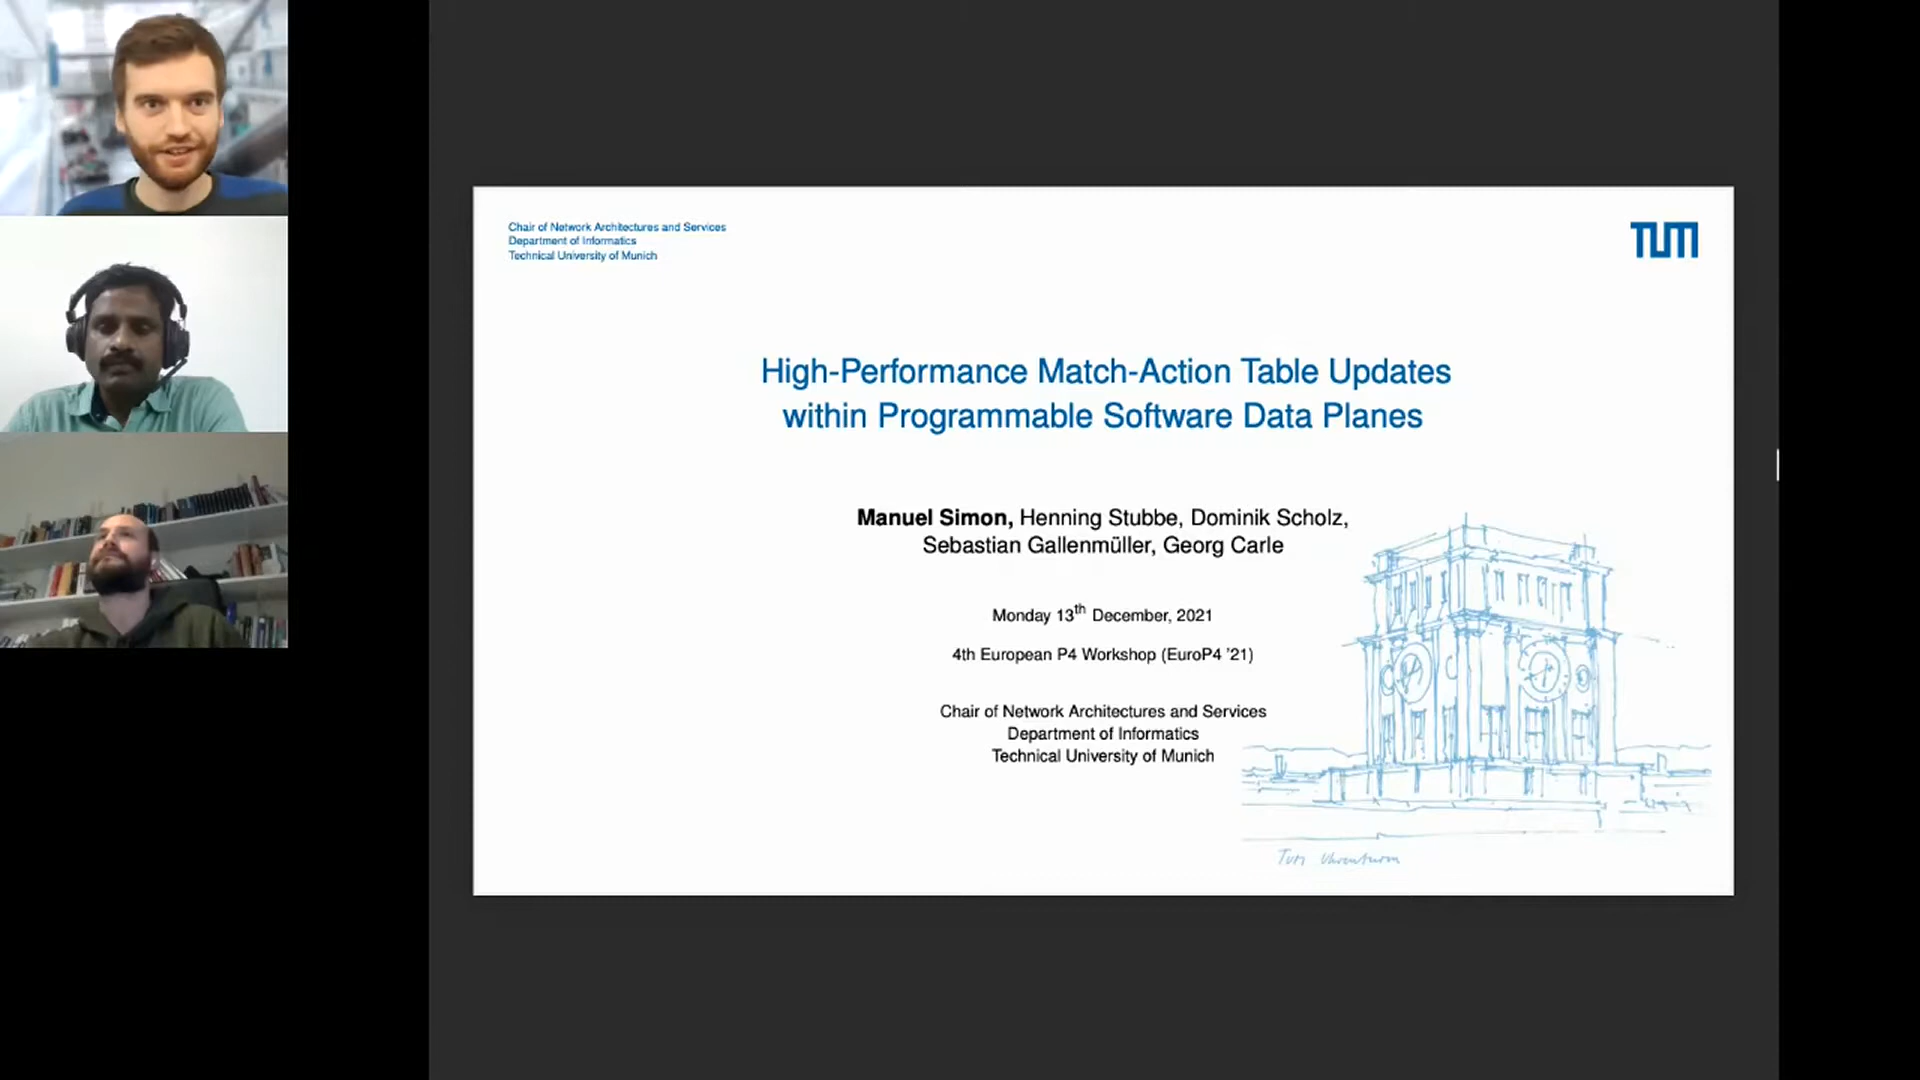 Chair of Network Architectures and Services
Department of Informatics
Technical University of Munich
TUM
High-Performance Match-Action Table Updates
within Programmable Software Data Planes
Manuel Simon, Henning Stubbe, Dominik Scholz,
Sebastian Gallenmüller, Georg Carle
Monday 13th December, 2021
4th European P4 Workshop (EuroP4 '21)
Chair of Network Architectures and Services
Department of Informatics
Technical University of Munich
TUM Uhrenturm